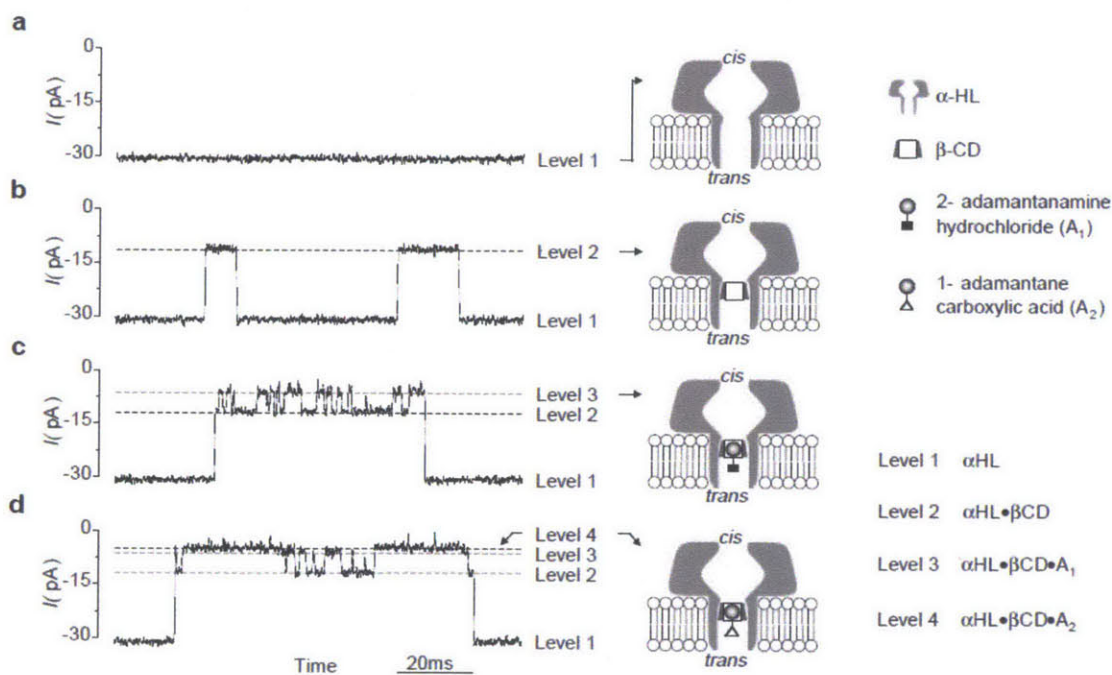 a
0
-15
-30
I( pA)
Level 1
cis
trans
α-HL
β-CD
2- adamantanamine
hydrochloride (A₁)
1- adamantane
carboxylic acid (A₂)
b
0
-15
-30
I( pA)
Level 2
Level 1
cis
trans
c
0
-15
-30
I( pA)
Level 3
Level 2
Level 1
cis
trans
d
0
-15
-30
I( pA)
Level 4
Level 3
Level 2
Level 1
cis
trans
Time
20ms
Level 1 αHL
Level 2 αHL•βCD
Level 3 αHL•βCD•A₁
Level 4 αHL•βCD•A₂